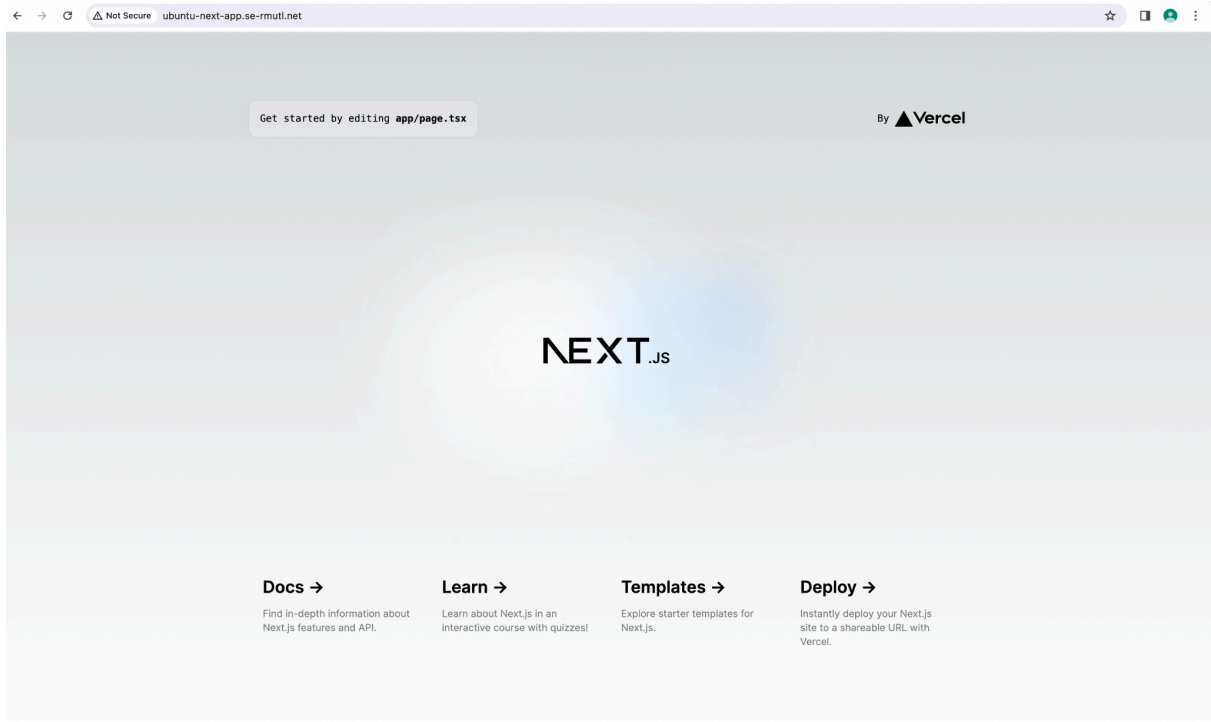 Not Secure ubuntu-next-app.se-rmutl.net
Get started by editing app/page.tsx
By Vercel
NEXT.JS
Docs →
Find in-depth information about
Next.js features and API.
Learn →
Learn about Next.js in an
interactive course with quizzes!
Templates →
Explore starter templates for
Next.js.
Deploy →
Instantly deploy your Next.js
site to a shareable URL with
Vercel.